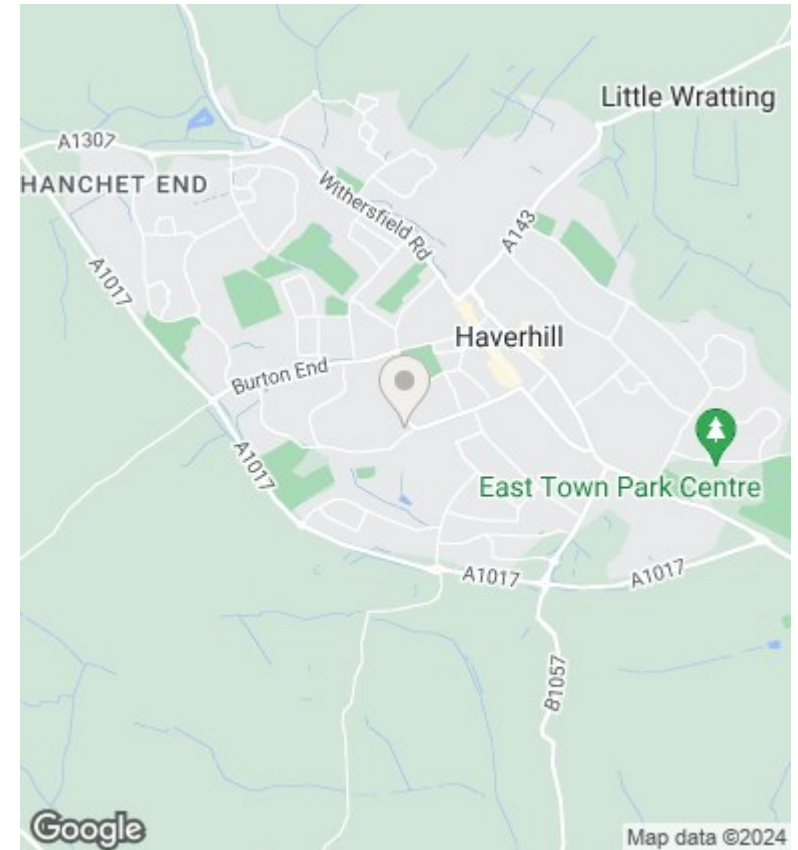 Little Wratting
A1307
HANCHET END
Withersfield Rd
A143
A1017
Haverhill
Burton End
A1017
East Town Park Centre
A1017
A1017
B1057
Google
Map data ©2024